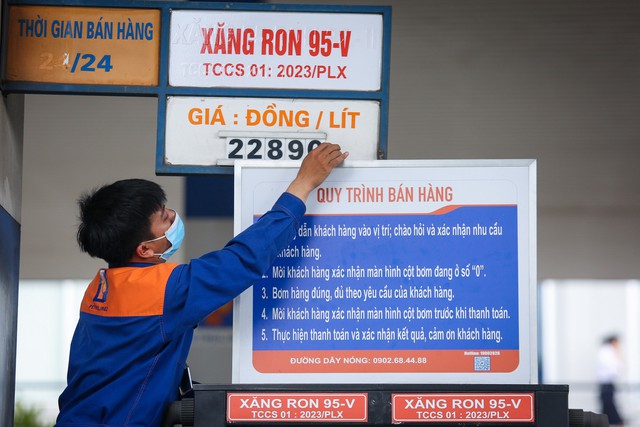 THỜI GIAN BÁN HÀNG
24/24
XĂNG RON 95-V
TCCS 01: 2023/PLX
GIÁ : ĐỒNG / LÍT
22890
QUY TRÌNH BÁN HÀNG
dẫn khách hàng vào vị trí; chào hỏi và xác nhận nhu cầu
khách hàng.
2. Mời khách hàng xác nhận màn hình cột bơm đang ở số "0".
3. Bơm hàng đúng, đủ theo yêu cầu của khách hàng.
4. Mời khách hàng xác nhận màn hình cột bơm trước khi thanh toán.
5. Thực hiện thanh toán và xác nhận kết quả, cảm ơn khách hàng.
ĐƯỜNG DÂY NÓNG: 0902.68.44.88
XĂNG RON 95-V
TCCS 01 : 2023/PLX
XĂNG RON 95-V
TCCS 01 : 2023/PLX